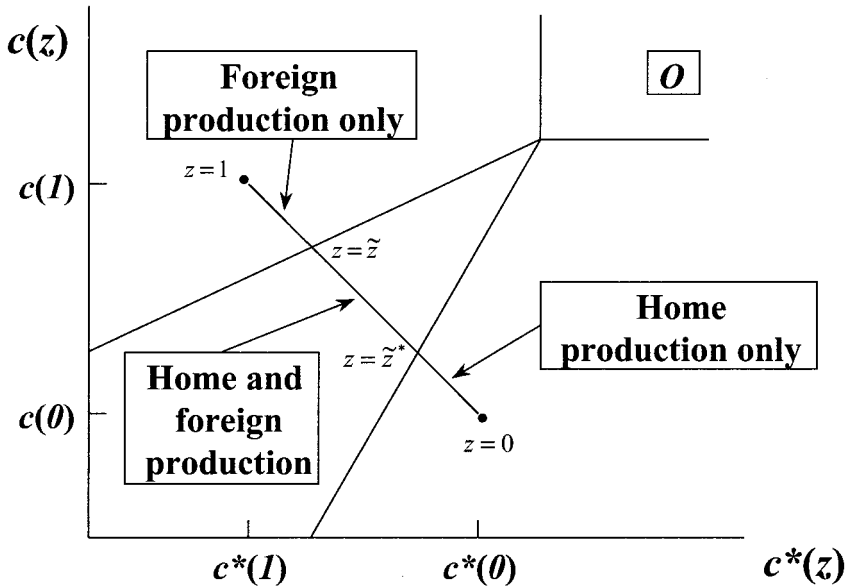 c(z)
Foreign
production only
O
z=1
c(1)
z = z̃
Home
production only
z = z̃*
Home and
foreign
production
c(0)
z=0
c*(1)
c*(0)
c*(z)